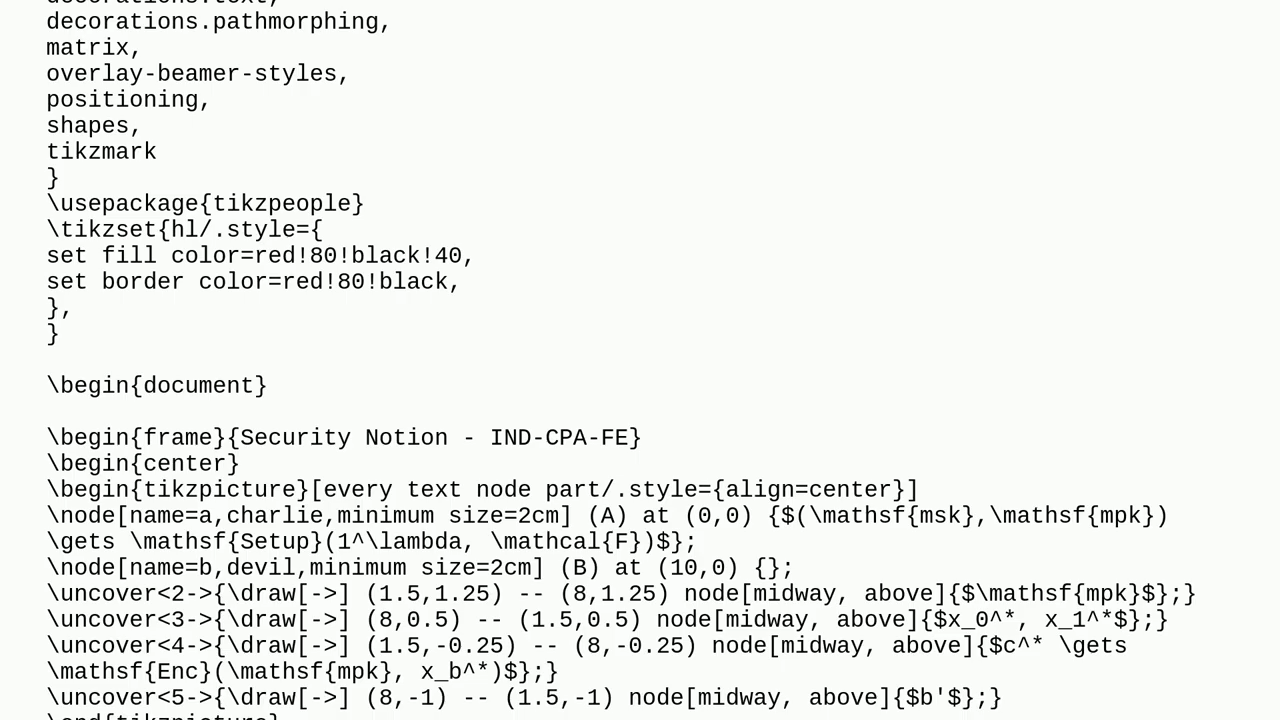 decorations.text,
decorations.pathmorphing,
matrix,
overlay-beamer-styles,
positioning,
shapes,
tikzmark
}
\usepackage{tikzpeople}
\tikzset{hl/.style={
set fill color=red!80!black!40,
set border color=red!80!black,
},
}
\begin{document}
\begin{frame}{Security Notion - IND-CPA-FE}
\begin{center}
\begin{tikzpicture}[every text node part/.style={align=center}]
\node[name=a,charlie,minimum size=2cm] (A) at (0,0) {$(\mathsf{msk},\mathsf{mpk})
\gets \mathsf{Setup}(1^\lambda, \mathcal{F})$};
\node[name=b,devil,minimum size=2cm] (B) at (10,0) {};
\uncover<2->{\draw[->] (1.5,1.25) -- (8,1.25) node[midway, above]{$\mathsf{mpk}$};}
\uncover<3->{\draw[->] (8,0.5) -- (1.5,0.5) node[midway, above]{$x_0^*, x_1^*$};}
\uncover<4->{\draw[->] (1.5,-0.25) -- (8,-0.25) node[midway, above]{$c^* \gets
\mathsf{Enc}(\mathsf{mpk}, x_b^*)$};}
\uncover<5->{\draw[->] (8,-1) -- (1.5,-1) node[midway, above]{$b'$};}
\end{tikzpicture}